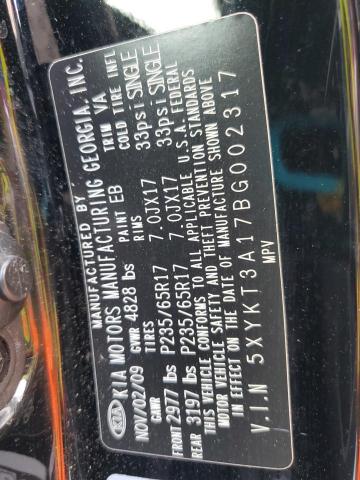 MANUFACTURED BY
KIA KIA MOTORS MANUFACTURING GEORGIA, INC.
NOV/02/09 PAINT EB TRIM VA
GVWR 4828 lbs
GAWR TIRES RIMS COLD TIRE INFL
FRONT 2977 lbs P235/65R17 7.0JX17 33psi SINGLE
REAR 3197 lbs P235/65R17 7.0JX17 33psi SINGLE
THIS VEHICLE CONFORMS TO ALL APPLICABLE U.S.A. FEDERAL
VEHICLE SAFETY AND THEFT PREVENTION STANDARDS
IN EFFECT ON THE DATE OF MANUFACTURE SHOWN ABOVE
V.I.N 5XYKT3A17BG002317
MPV